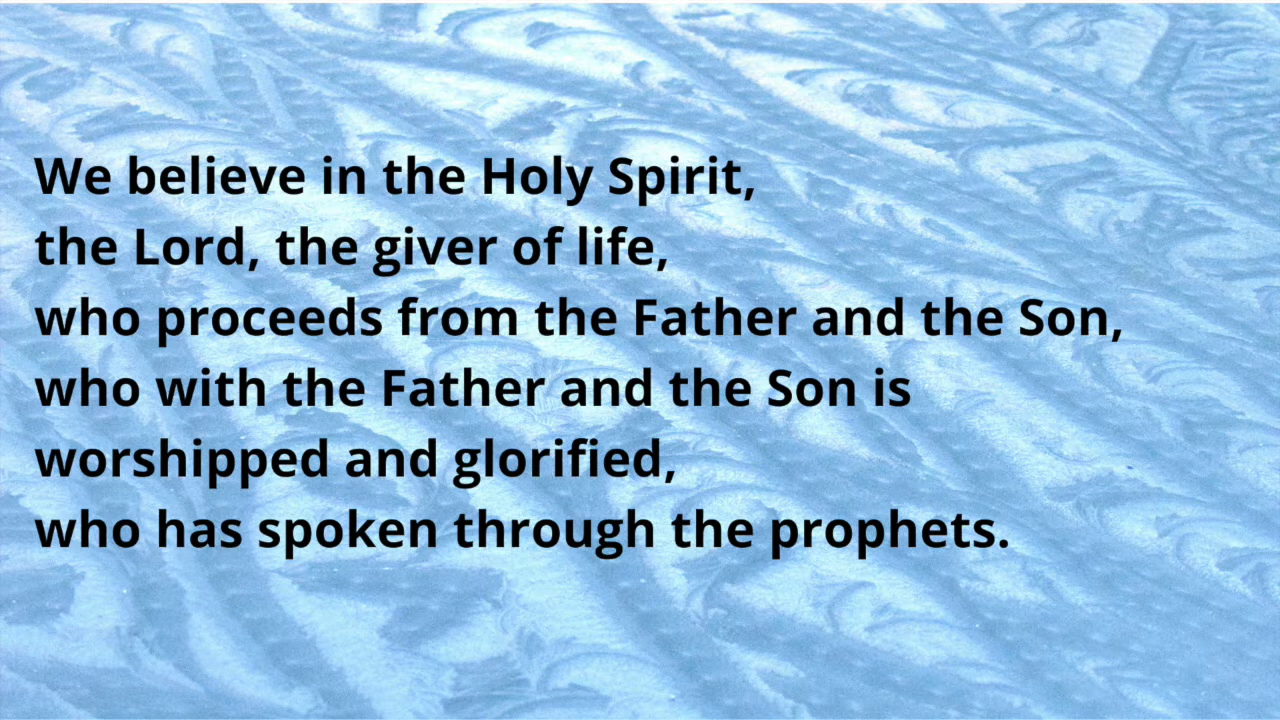 We believe in the Holy Spirit,
the Lord, the giver of life,
who proceeds from the Father and the Son,
who with the Father and the Son is
worshipped and glorified,
who has spoken through the prophets.